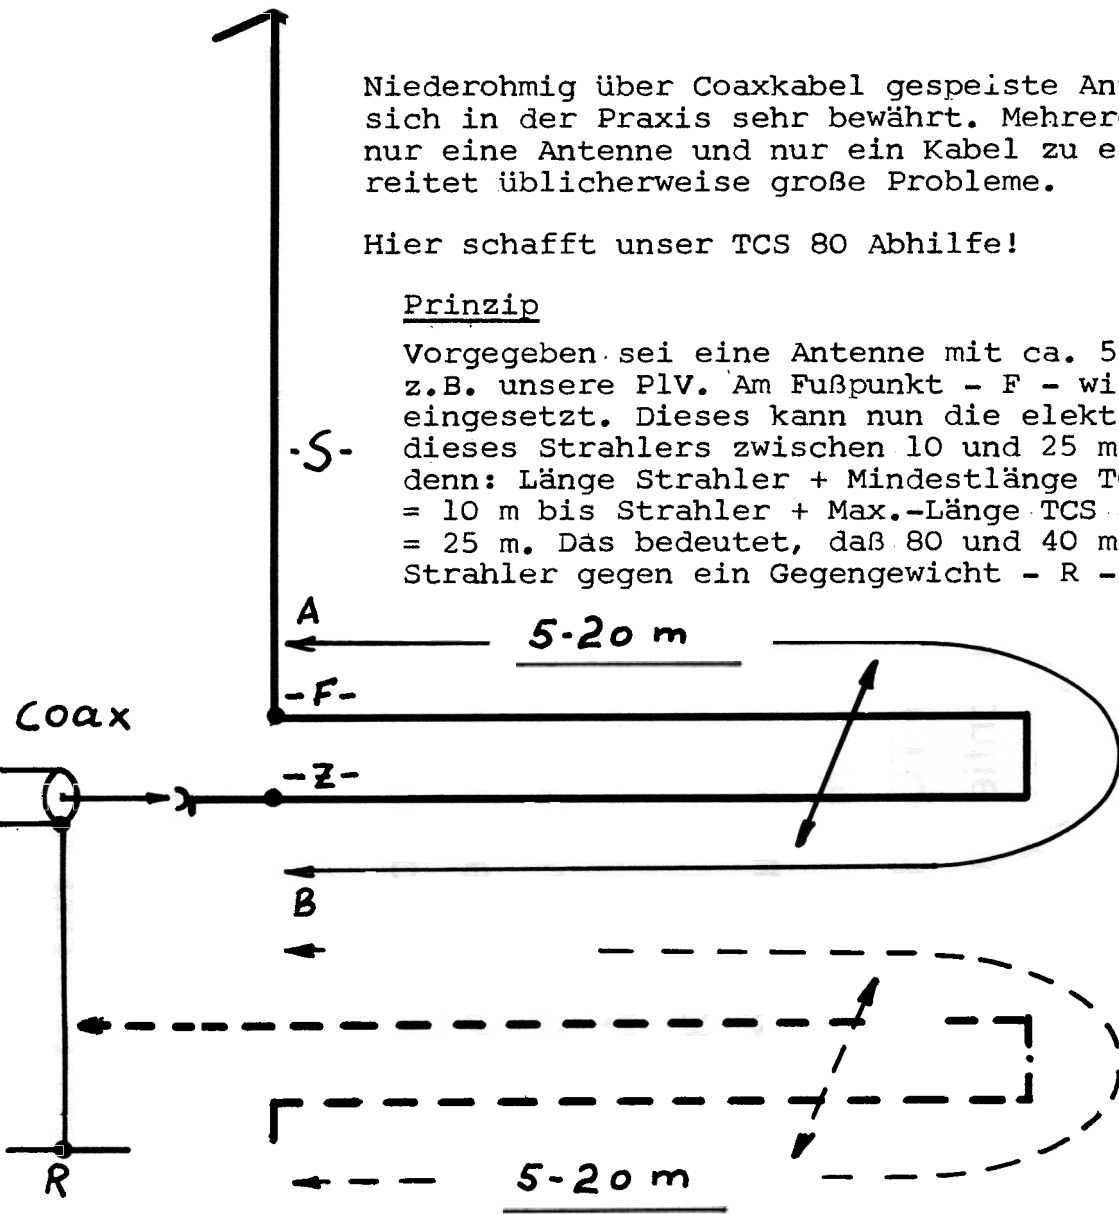 Niederohmig über Coaxkabel gespeiste An
sich in der Praxis sehr bewährt. Mehrer
nur eine Antenne und nur ein Kabel zu e
reitet üblicherweise große Probleme.
Hier schafft unser TCS 80 Abhilfe!
Prinzip
Vorgegeben sei eine Antenne mit ca. 5
z.B. unsere PlV. Am Fußpunkt - F - wi
eingesetzt. Dieses kann nun die elekt
-S-
dieses Strahlers zwischen 10 und 25 m
denn: Länge Strahler + Mindestlänge T
= 10 m bis Strahler + Max.-Länge TCS
= 25 m. Das bedeutet, daß 80 und 40 m
Strahler gegen ein Gegengewicht - R -
A
5-20 m
-F-
coax
-Z-
B
R
5-20 m